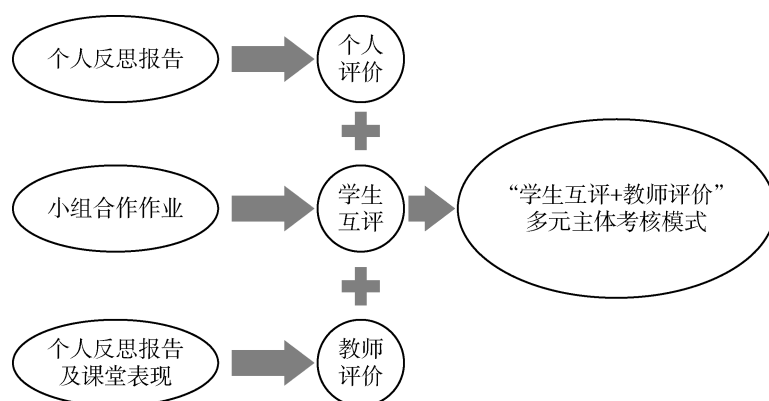 个人反思报告
个人
评价
小组合作作业
学生
互评
“学生互评+教师评价”
多元主体考核模式
个人反思报告
及课堂表现
教师
评价